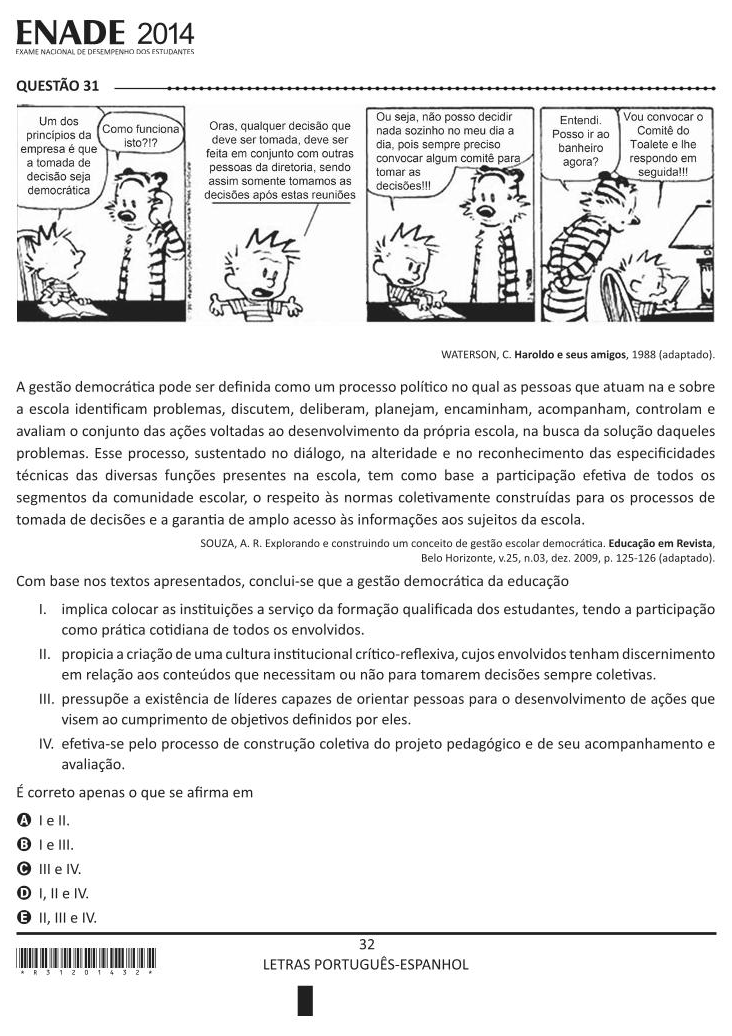 ENADE 2014
EXAME NACIONAL DE DESEMPENHO DOS ESTUDANTES
QUESTÃO 31
Um dos
princípios da
empresa é que
a tomada de
decisão seja
democrática
Como funciona
isto?!?
Oras, qualquer decisão que
deve ser tomada, deve ser
feita em conjunto com outras
pessoas da diretoria, sendo
assim somente tomamos as
decisões após estas reuniões
Ou seja, não posso decidir
nada sozinho no meu dia a
dia, pois sempre preciso
convocar algum comitê para
tomar as
decisões!!!
Entendi.
Posso ir ao
banheiro
agora?
Vou convocar o
Comitê do
Toalete e lhe
respondo em
seguida!!!
WATERSON, C. Haroldo e seus amigos, 1988 (adaptado).
A gestão democrática pode ser definida como um processo político no qual as pessoas que atuam na e sobre
a escola identificam problemas, discutem, deliberam, planejam, encaminham, acompanham, controlam e
avaliam o conjunto das ações voltadas ao desenvolvimento da própria escola, na busca da solução daqueles
problemas. Esse processo, sustentado no diálogo, na alteridade e no reconhecimento das especificidades
técnicas das diversas funções presentes na escola, tem como base a participação efetiva de todos os
segmentos da comunidade escolar, o respeito às normas coletivamente construídas para os processos de
tomada de decisões e a garantia de amplo acesso às informações aos sujeitos da escola.
SOUZA, A. R. Explorando e construindo um conceito de gestão escolar democrática. Educação em Revista,
Belo Horizonte, v.25, n.03, dez. 2009, p. 125-126 (adaptado).
Com base nos textos apresentados, conclui-se que a gestão democrática da educação
I. implica colocar as instituições a serviço da formação qualificada dos estudantes, tendo a participação
como prática cotidiana de todos os envolvidos.
II. propicia a criação de uma cultura institucional crítico-reflexiva, cujos envolvidos tenham discernimento
em relação aos conteúdos que necessitam ou não para tomarem decisões sempre coletivas.
III. pressupõe a existência de líderes capazes de orientar pessoas para o desenvolvimento de ações que
visem ao cumprimento de objetivos definidos por eles.
IV. efetiva-se pelo processo de construção coletiva do projeto pedagógico e de seu acompanhamento e
avaliação.
É correto apenas o que se afirma em
A I e II.
B I e III.
C III e IV.
D I, II e IV.
E II, III e IV.
32
LETRAS PORTUGUÊS-ESPANHOL
*R31201432*